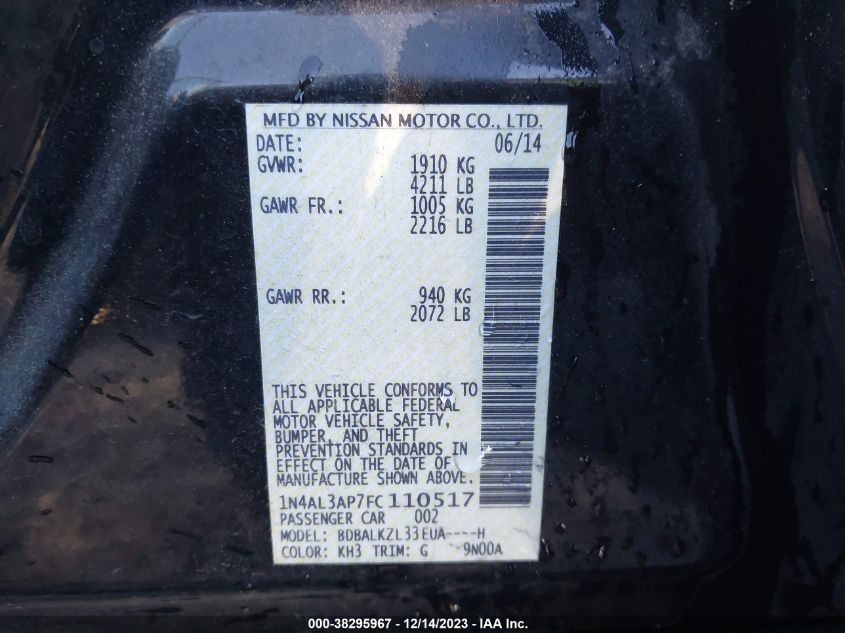 MFD BY NISSAN MOTOR CO., LTD.
DATE: 06/14
GVWR: 1910 KG
4211 LB
GAWR FR.: 1005 KG
2216 LB
GAWR RR.: 940 KG
2072 LB
THIS VEHICLE CONFORMS TO
ALL APPLICABLE FEDERAL
MOTOR VEHICLE SAFETY,
BUMPER, AND THEFT
PREVENTION STANDARDS IN
EFFECT ON THE DATE OF
MANUFACTURE SHOWN ABOVE.
1N4AL3AP7FC110517
PASSENGER CAR 002
MODEL: BDBALKZL33EUA----H
COLOR: KH3 TRIM: G 9N00A
000-38295967 - 12/14/2023 - IAA Inc.